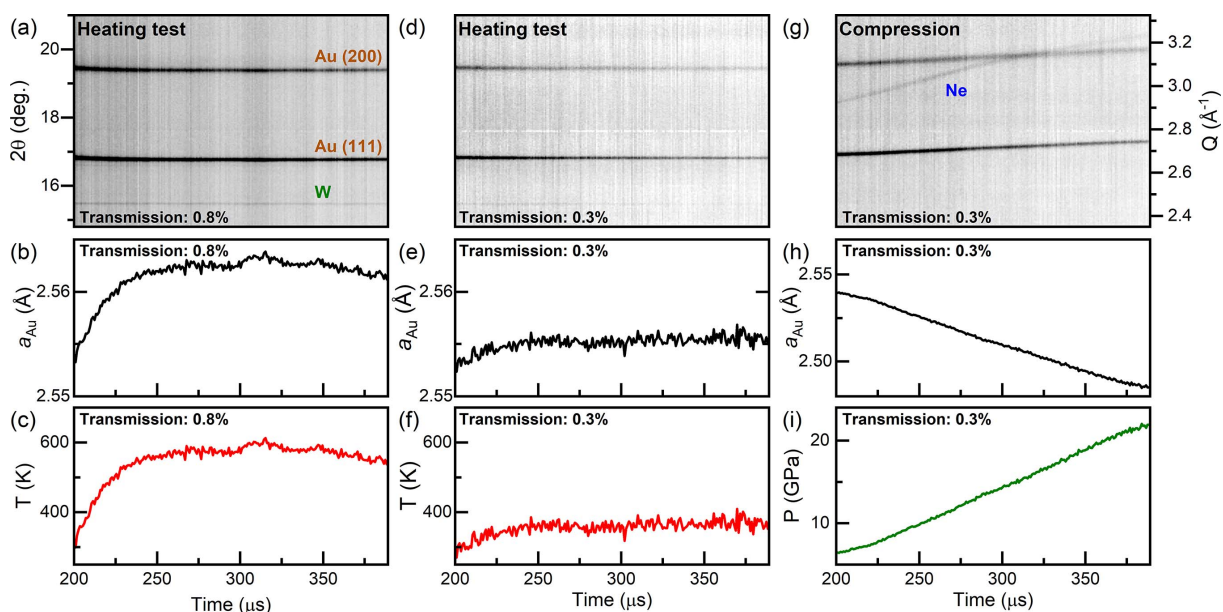 (a)
Heating test
Au (200)
Au (111)
W
Transmission: 0.8%
2θ (deg.)
20
18
16
(d)
Heating test
Transmission: 0.3%
(g)
Compression
Ne
Transmission: 0.3%
3.2
3.0
2.8
2.6
2.4
Q (Å⁻¹)
(b)
Transmission: 0.8%
a_Au (Å)
2.56
2.55
(e)
Transmission: 0.3%
a_Au (Å)
2.56
2.55
(h)
Transmission: 0.3%
a_Au (Å)
2.55
2.50
(c)
Transmission: 0.8%
T (K)
600
400
200 250 300 350
Time (μs)
(f)
Transmission: 0.3%
T (K)
600
400
200 250 300 350
Time (μs)
(i)
Transmission: 0.3%
P (GPa)
20
10
200 250 300 350
Time (μs)